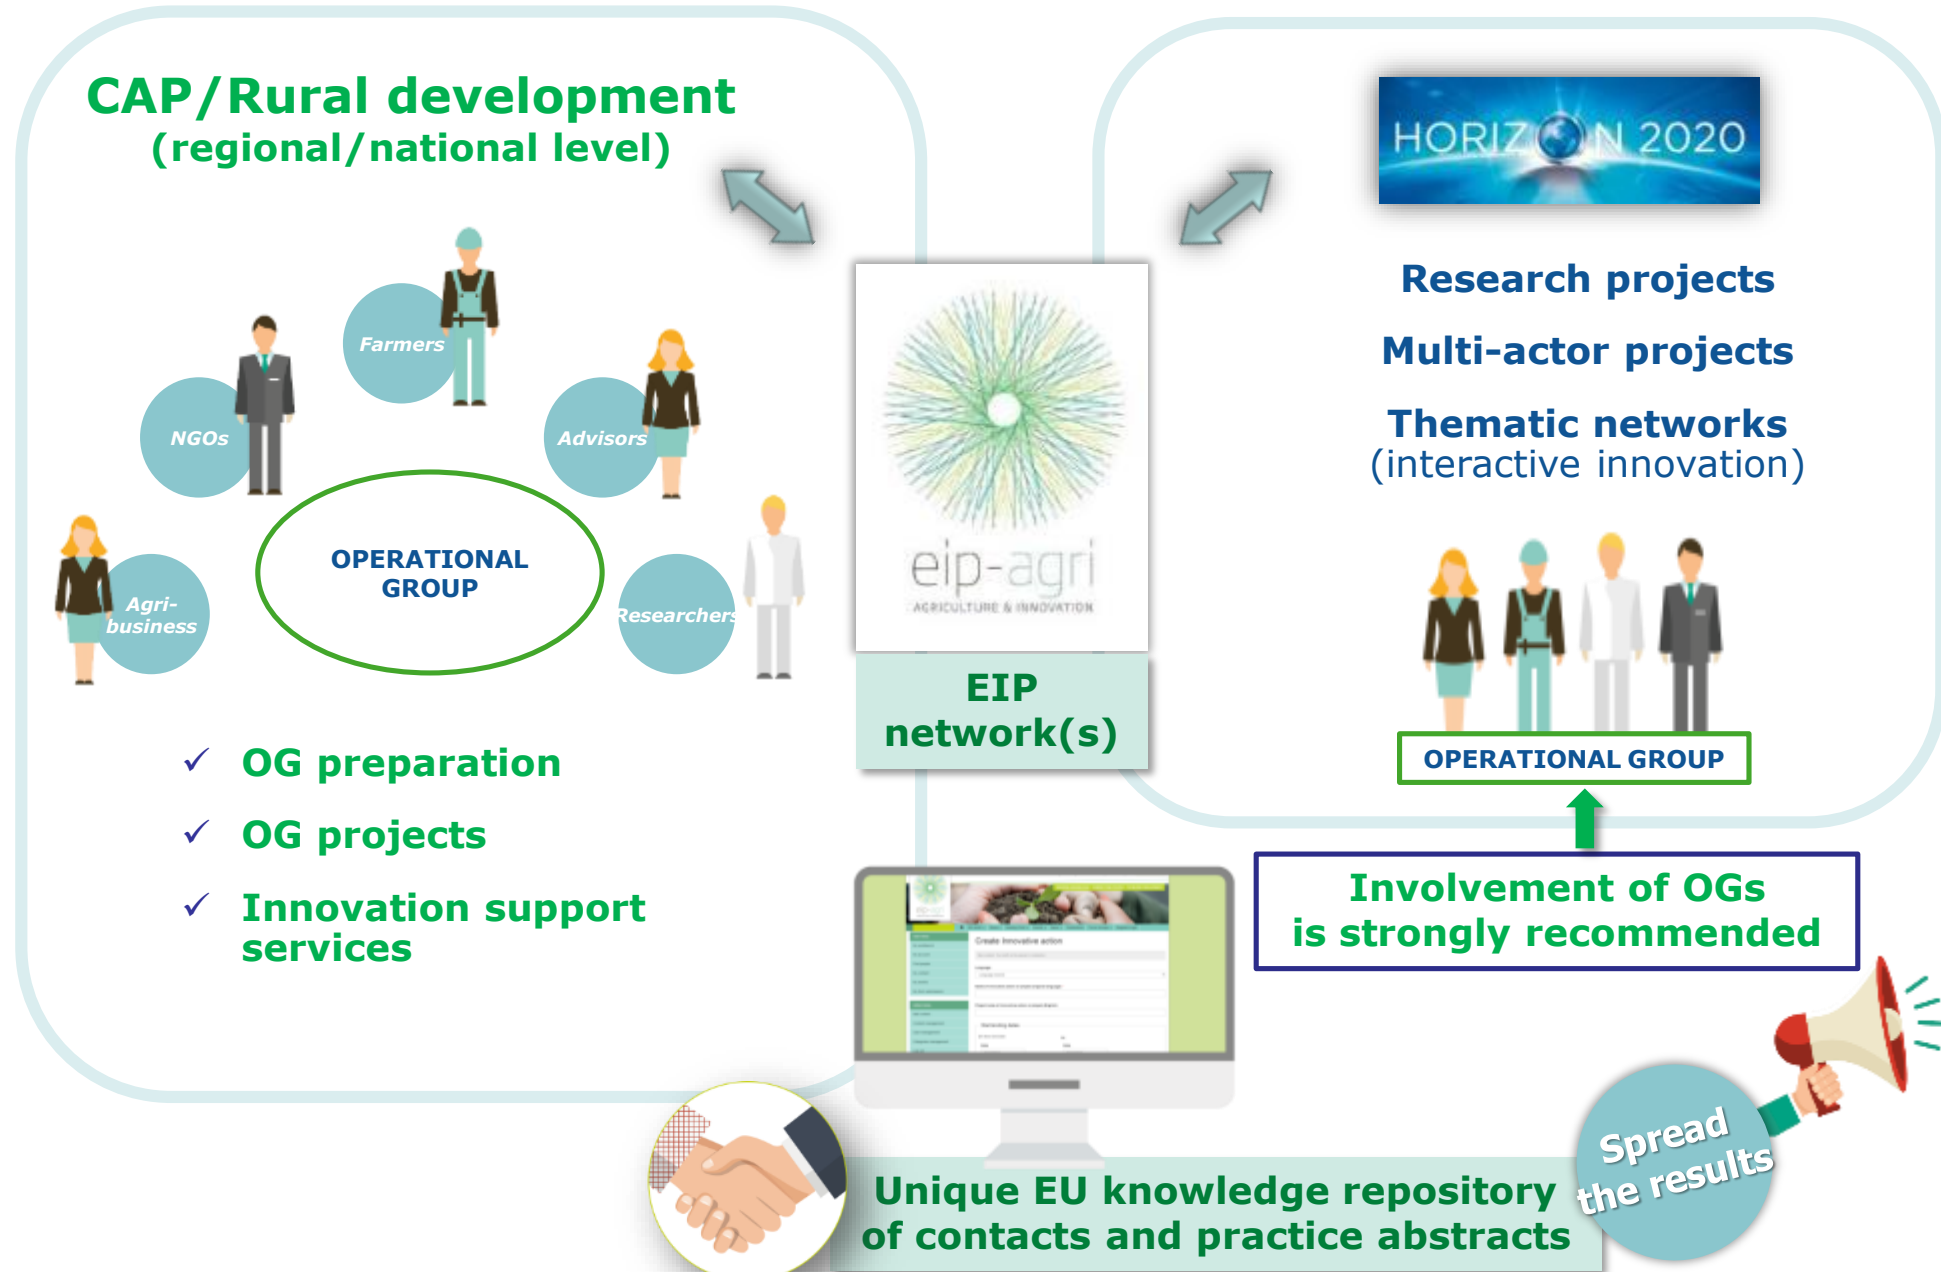 CAP/Rural development
(regional/national level)
Farmers
NGOs
Advisors
Agri-
business
OPERATIONAL
GROUP
Researchers
✓ OG preparation
✓ OG projects
✓ Innovation support
services
eip-agri
AGRICULTURE & INNOVATION
EIP
network(s)
HORIZON 2020
Research projects
Multi-actor projects
Thematic networks
(interactive innovation)
OPERATIONAL GROUP
Involvement of OGs
is strongly recommended
Create Innovative action
Unique EU knowledge repository
of contacts and practice abstracts
Spread
the results